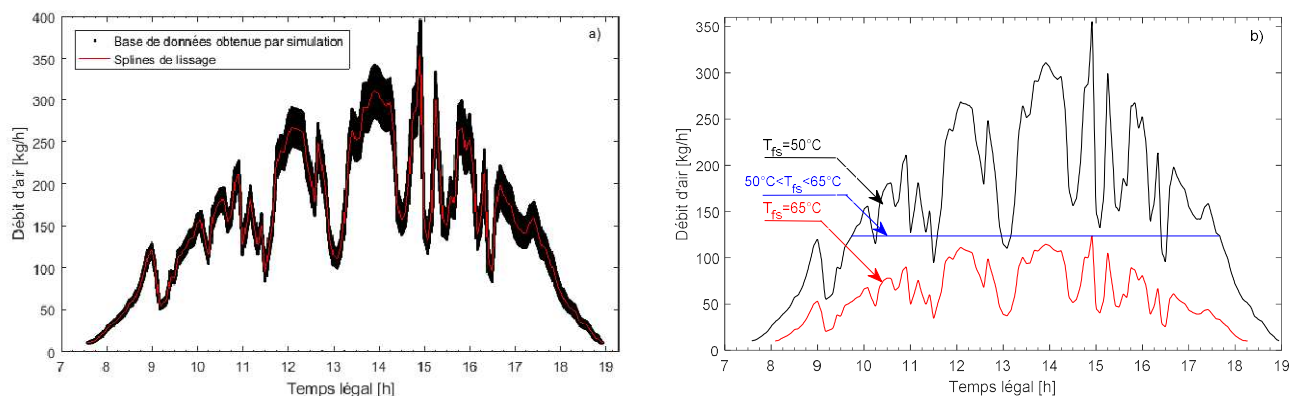 400
350
300
250
200
150
100
50
0
Débit d'air [kg/h]
a)
Base de données obtenue par simulation
Splines de lissage
7 8 9 10 11 12 13 14 15 16 17 18 19
Temps légal [h]
b)
350
300
250
200
150
100
50
0
Débit d'air [kg/h]
T_fs=50°C
50°C<T_fs<65°C
T_fs=65°C
7 8 9 10 11 12 13 14 15 16 17 18 19
Temps légal [h]